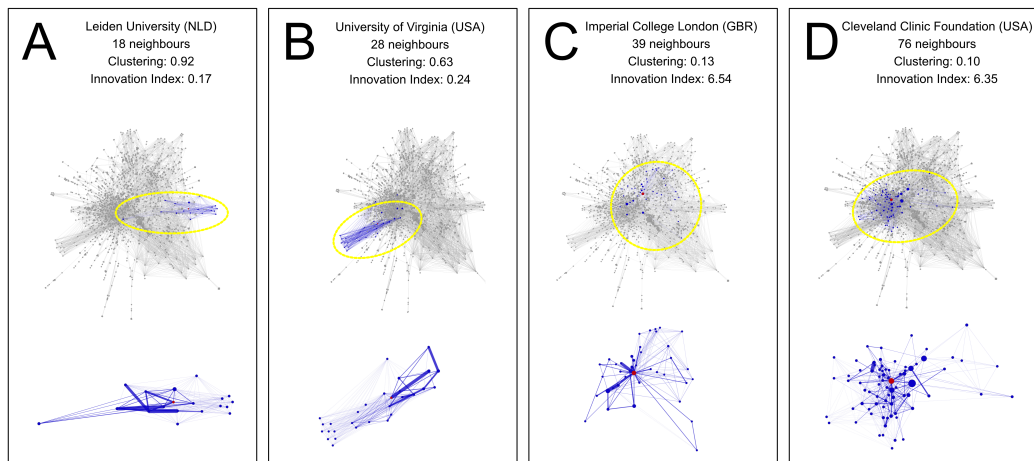 A
Leiden University (NLD)
18 neighbours
Clustering: 0.92
Innovation Index: 0.17
B
University of Virginia (USA)
28 neighbours
Clustering: 0.63
Innovation Index: 0.24
C
Imperial College London (GBR)
39 neighbours
Clustering: 0.13
Innovation Index: 6.54
D
Cleveland Clinic Foundation (USA)
76 neighbours
Clustering: 0.10
Innovation Index: 6.35